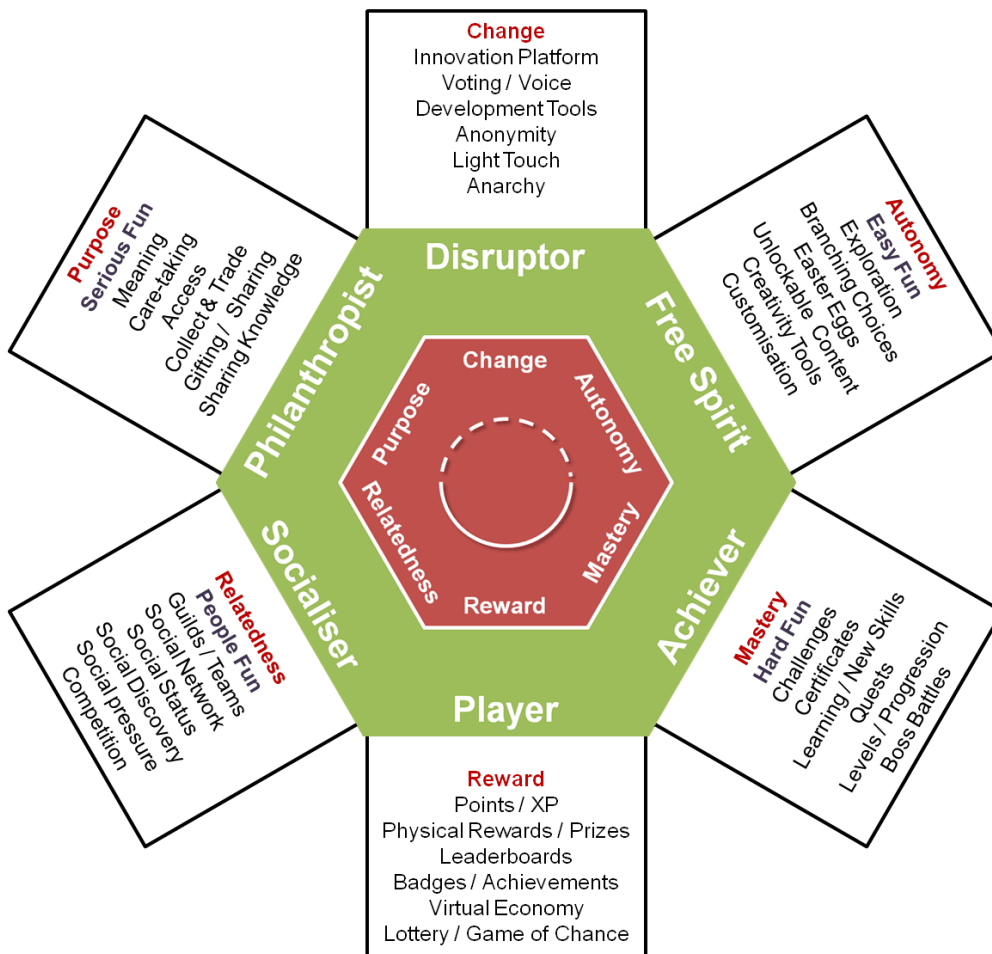 Change
Innovation Platform
Voting / Voice
Development Tools
Anonymity
Light Touch
Anarchy
Purpose
Serious Fun
Meaning
Care-taking
Access
Collect & Trade
Gifting / Sharing
Sharing Knowledge
Autonomy
Easy Fun
Exploration
Branching Choices
Easter Eggs
Unlockable Content
Creativity Tools
Customisation
Disruptor
Philanthropist
Free Spirit
Change
Purpose
Autonomy
Relatedness
Mastery
Reward
Socialiser
Achiever
Player
Relatedness
People Fun
Guilds / Teams
Social Network
Social Status
Social Discovery
Social pressure
Competition
Mastery
Hard Fun
Challenges
Certificates
Learning / New Skills
Quests
Levels / Progression
Boss Battles
Reward
Points / XP
Physical Rewards / Prizes
Leaderboards
Badges / Achievements
Virtual Economy
Lottery / Game of Chance